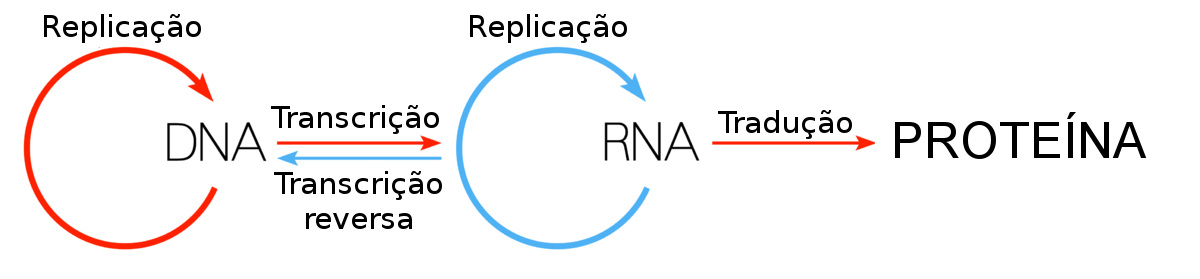 Replicação
Replicação
DNA
Transcrição
Transcrição
reversa
RNA
Tradução
PROTEÍNA